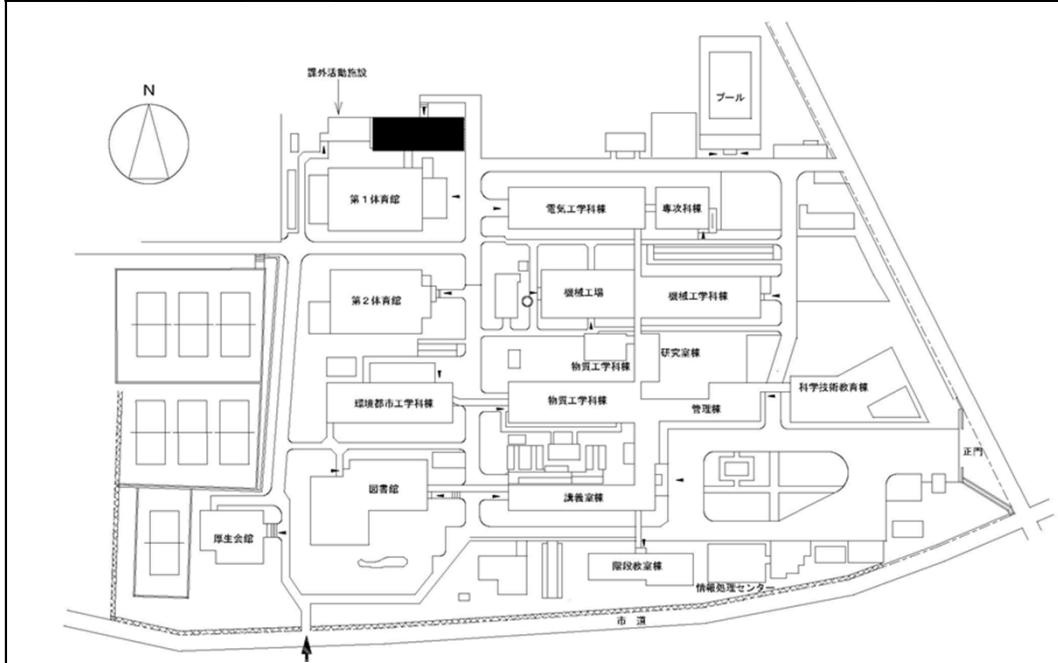 N
課外活動施設
プール
第1体育館
電気工学科棟
専攻科棟
第2体育館
機械工場
機械工学科棟
研究室棟
物質工学科棟
環境都市工学科棟
物質工学科棟
管理棟
科学技術教育棟
正門
図書館
講義室棟
厚生会館
階段教室棟
情報処理センター
市道